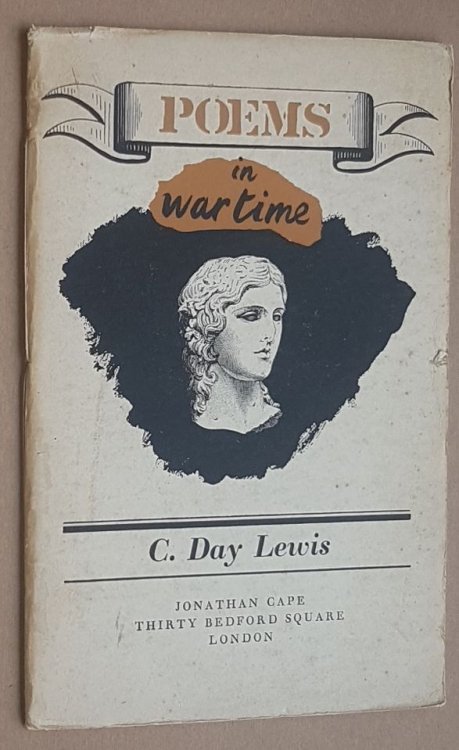 POEMS
in
war time
C. Day Lewis
JONATHAN CAPE
THIRTY BEDFORD SQUARE
LONDON